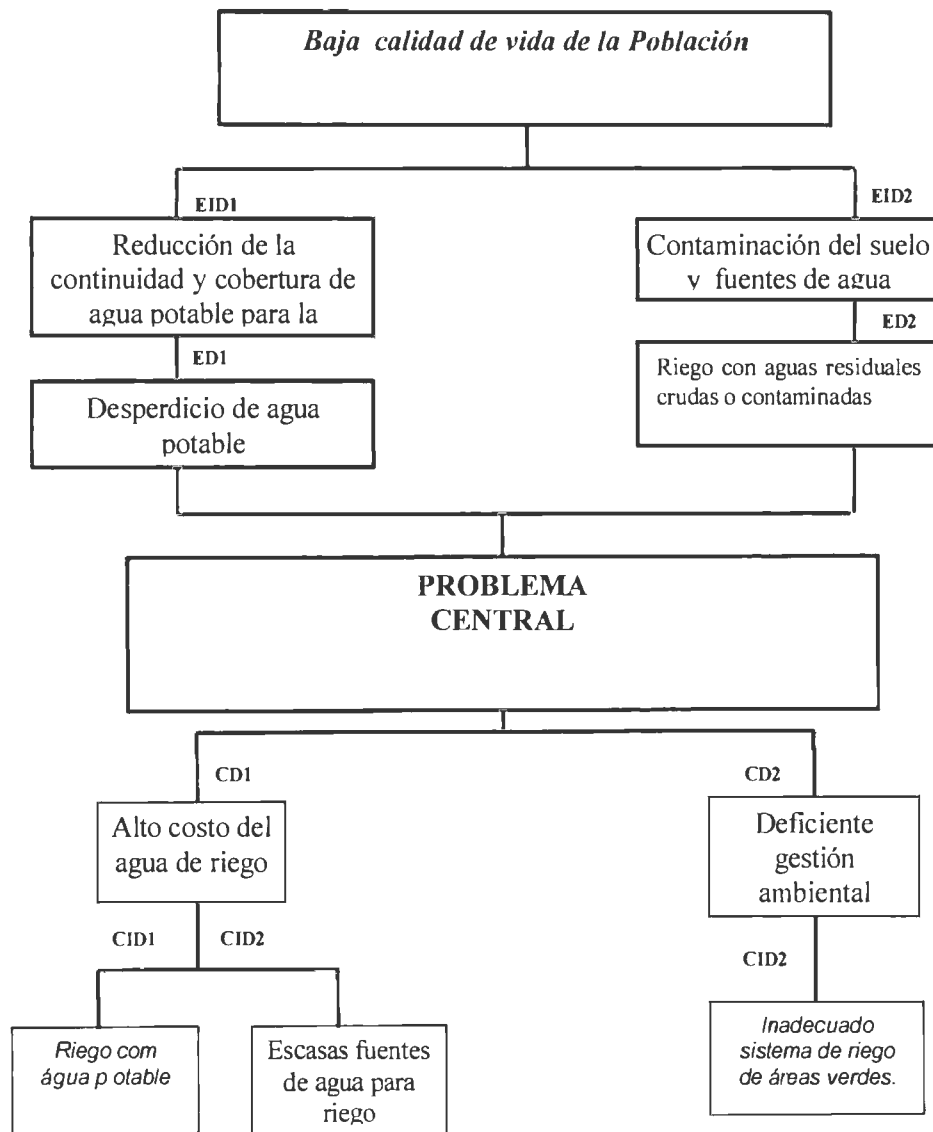 Baja calidad de vida de la Población
EID1
EID2
Reducción de la
continuidad y cobertura de
agua potable para la
Contaminación del suelo
y fuentes de agua
ED1
ED2
Desperdicio de agua
potable
Riego con aguas residuales
crudas o contaminadas
PROBLEMA
CENTRAL
CD1
CD2
Alto costo del
agua de riego
Deficiente
gestión
ambiental
CID1
CID2
CID2
Riego com
água p otable
Escasas fuentes
de agua para
riego
Inadecuado
sistema de riego
de áreas verdes.